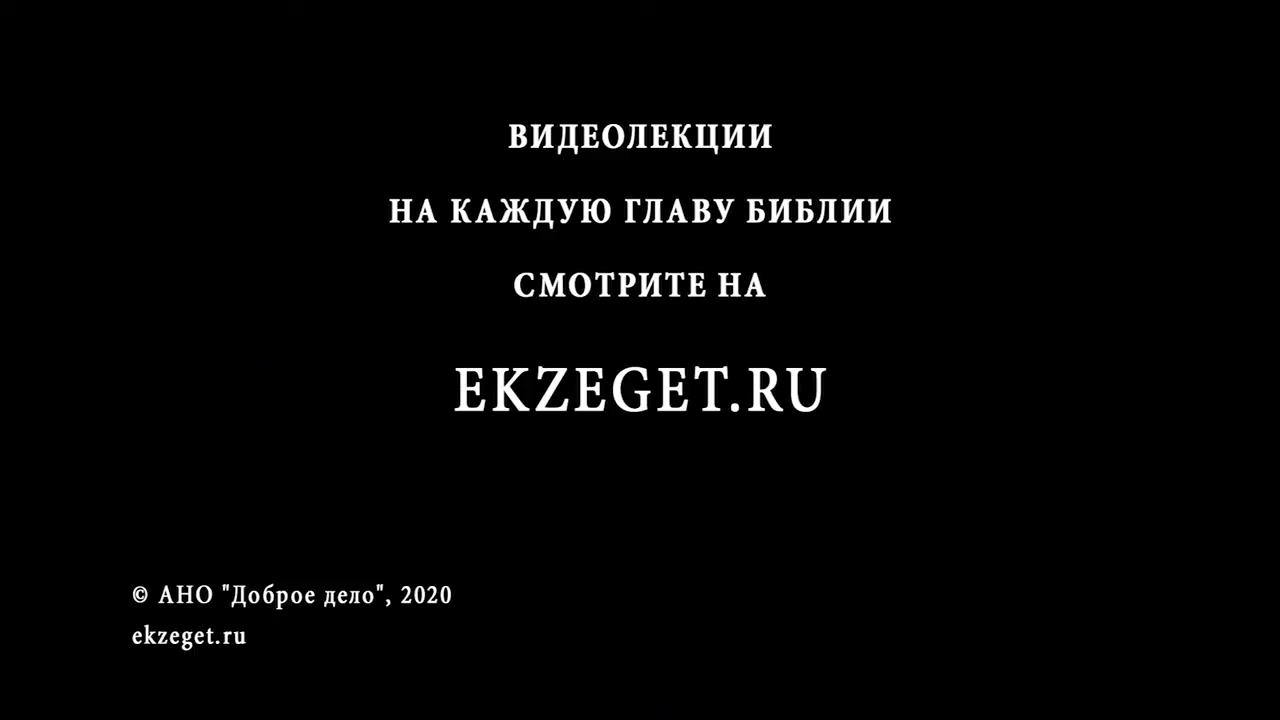 ВИДЕОЛЕКЦИИ
НА КАЖДУЮ ГЛАВУ БИБЛИИ
СМОТРИТЕ НА
EKZEGET.RU
© АНО "Доброе дело", 2020
ekzeget.ru